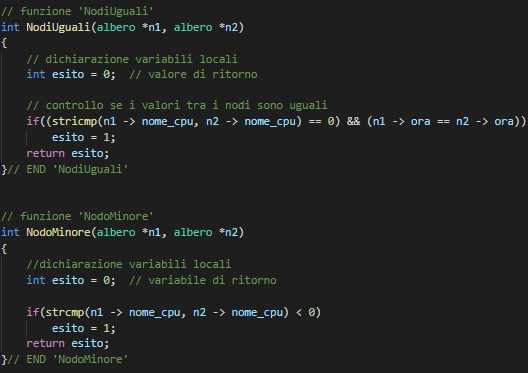 // funzione 'NodiUguali'
int NodiUguali(albero *n1, albero *n2)
{
// dichiarazione variabili locali
int esito = 0;  // valore di ritorno
// controllo se i valori tra i nodi sono uguali
if((stricmp(n1 -> nome_cpu, n2 -> nome_cpu) == 0) && (n1 -> ora == n2 -> ora))
esito = 1;
return esito;
}// END 'NodiUguali'
// funzione 'NodoMinore'
int NodoMinore(albero *n1, albero *n2)
{
//dichiarazione variabili locali
int esito = 0;  // variabile di ritorno
if(strcmp(n1 -> nome_cpu, n2 -> nome_cpu) < 0)
esito = 1;
return esito;
}// END 'NodoMinore'